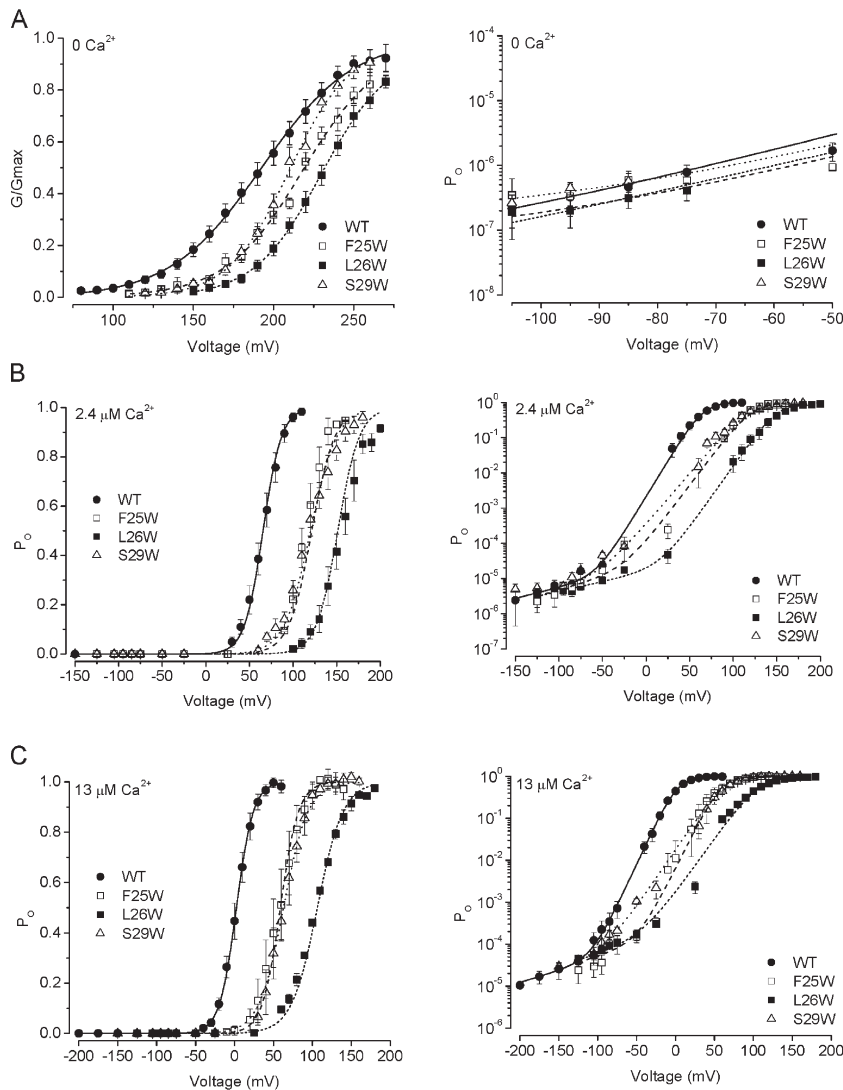 A
0 Ca²⁺
1.0
0.8
0.6
0.4
0.2
0.0
G/Gmax
WT
F25W
L26W
S29W
100 150 200 250
Voltage (mV)
0 Ca²⁺
10⁻⁴
10⁻⁵
10⁻⁶
10⁻⁷
10⁻⁸
P_O
WT
F25W
L26W
S29W
-100 -90 -80 -70 -60 -50
Voltage (mV)
B
2.4 μM Ca²⁺
1.0
0.8
0.6
0.4
0.2
0.0
P_O
WT
F25W
L26W
S29W
-150 -100 -50 0 50 100 150 200
Voltage (mV)
2.4 μM Ca²⁺
10⁰
10⁻¹
10⁻²
10⁻³
10⁻⁴
10⁻⁵
10⁻⁶
10⁻⁷
P_O
WT
F25W
L26W
S29W
-150 -100 -50 0 50 100 150 200
Voltage (mV)
C
13 μM Ca²⁺
1.0
0.8
0.6
0.4
0.2
0.0
P_O
WT
F25W
L26W
S29W
-200 -150 -100 -50 0 50 100 150 200
Voltage (mV)
13 μM Ca²⁺
10⁰
10⁻¹
10⁻²
10⁻³
10⁻⁴
10⁻⁵
10⁻⁶
P_O
WT
F25W
L26W
S29W
-200 -150 -100 -50 0 50 100 150 200
Voltage (mV)